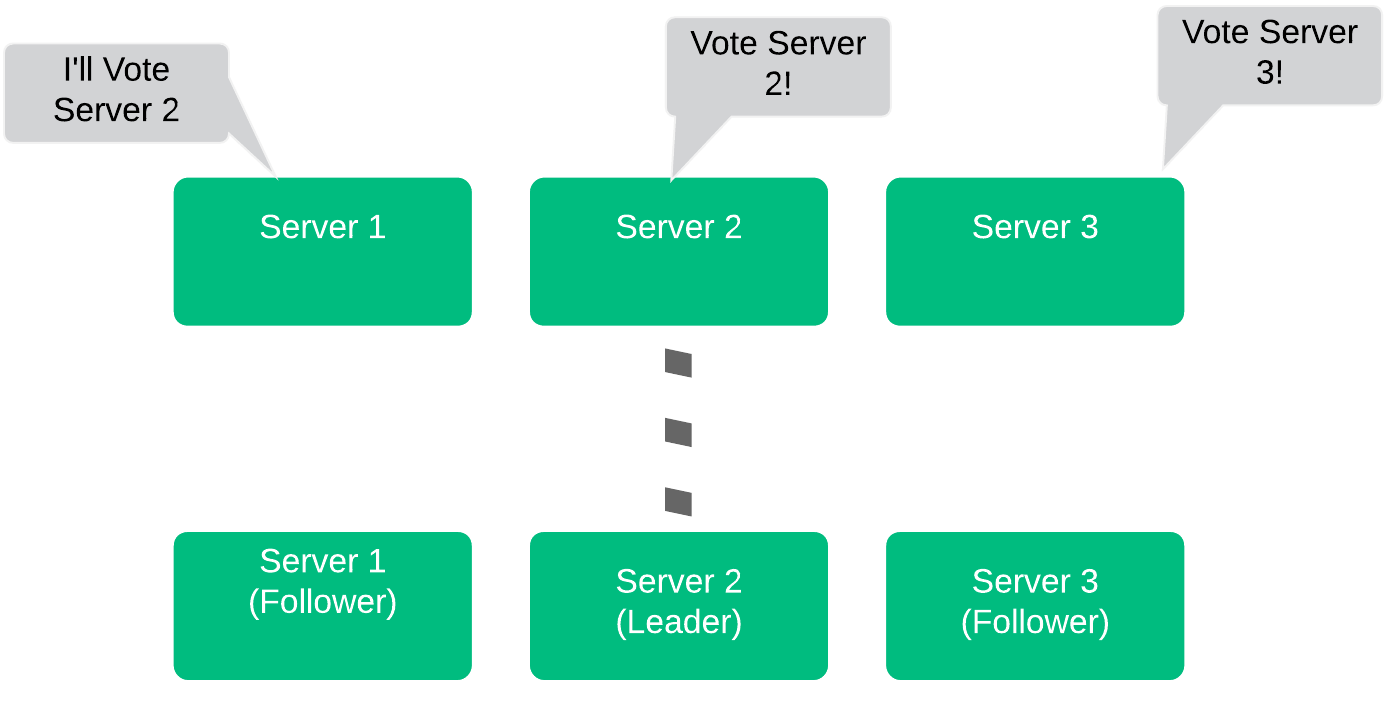 I'll Vote
Server 2
Vote Server
2!
Vote Server
3!
Server 1
Server 2
Server 3
Server 1
(Follower)
Server 2
(Leader)
Server 3
(Follower)